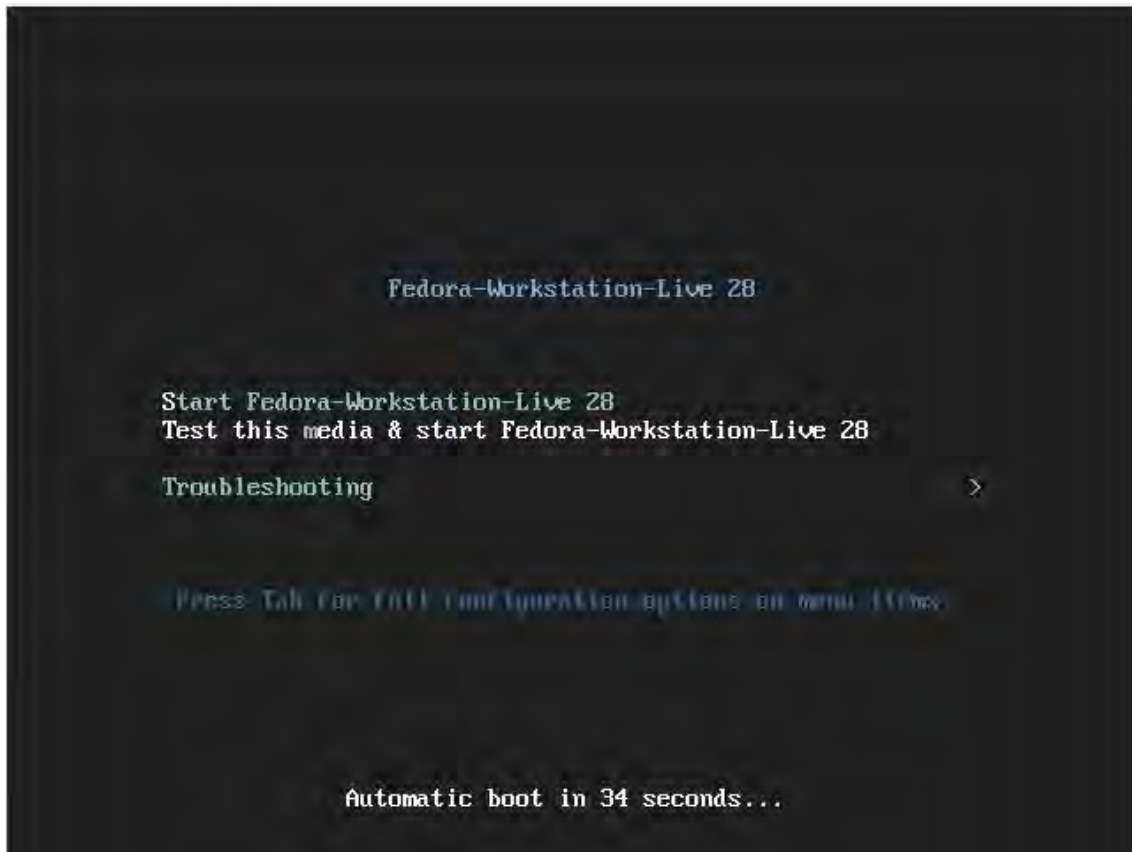 Fedora-Workstation-Live 28
Start Fedora-Workstation-Live 28
Test this media & start Fedora-Workstation-Live 28
Troubleshooting >
Press Tab for full configuration options on menu items.
Automatic boot in 34 seconds...